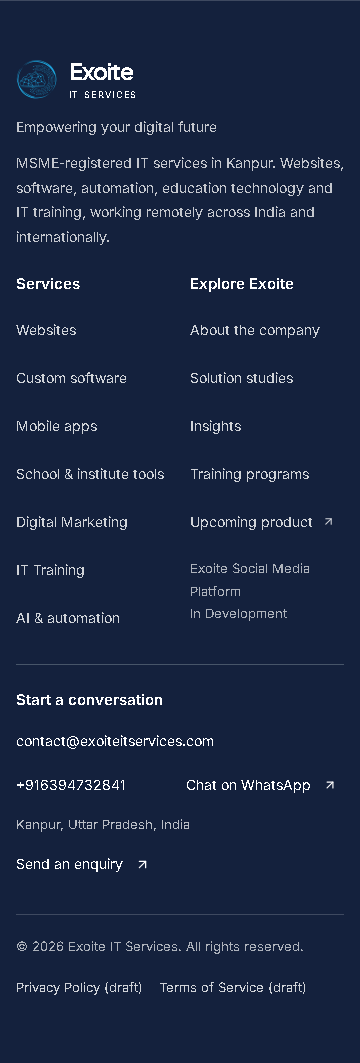 Exoite
IT SERVICES
Empowering your digital future
MSME-registered IT services in Kanpur. Websites,
software, automation, education technology and
IT training, working remotely across India and
internationally.
Services
Websites
Custom software
Mobile apps
School & institute tools
Digital Marketing
IT Training
AI & automation
Explore Exoite
About the company
Solution studies
Insights
Training programs
Upcoming product ↗
Exoite Social Media
Platform
In Development
Start a conversation
contact@exoiteitservices.com
+916394732841
Chat on WhatsApp ↗
Kanpur, Uttar Pradesh, India
Send an enquiry ↗
© 2026 Exoite IT Services. All rights reserved.
Privacy Policy (draft) Terms of Service (draft)